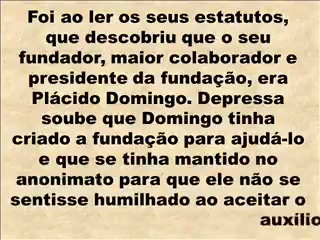 Foi ao ler os seus estatutos,
que descobriu que o seu
fundador, maior colaborador e
presidente da fundação, era
Plácido Domingo. Depressa
soube que Domingo tinha
criado a fundação para ajudá-lo
e que se tinha mantido no
anonimato para que ele não se
sentisse humilhado ao aceitar o
auxilio